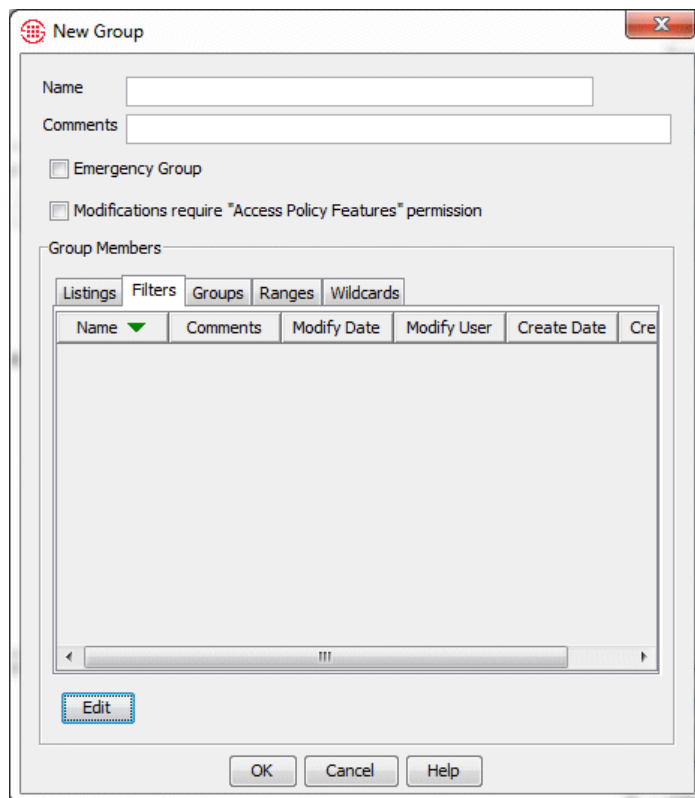 New Group
Name
Comments
Emergency Group
Modifications require "Access Policy Features" permission
Group Members
Listings Filters Groups Ranges Wildcards
Name Comments Modify Date Modify User Create Date Cre
Edit
OK Cancel Help